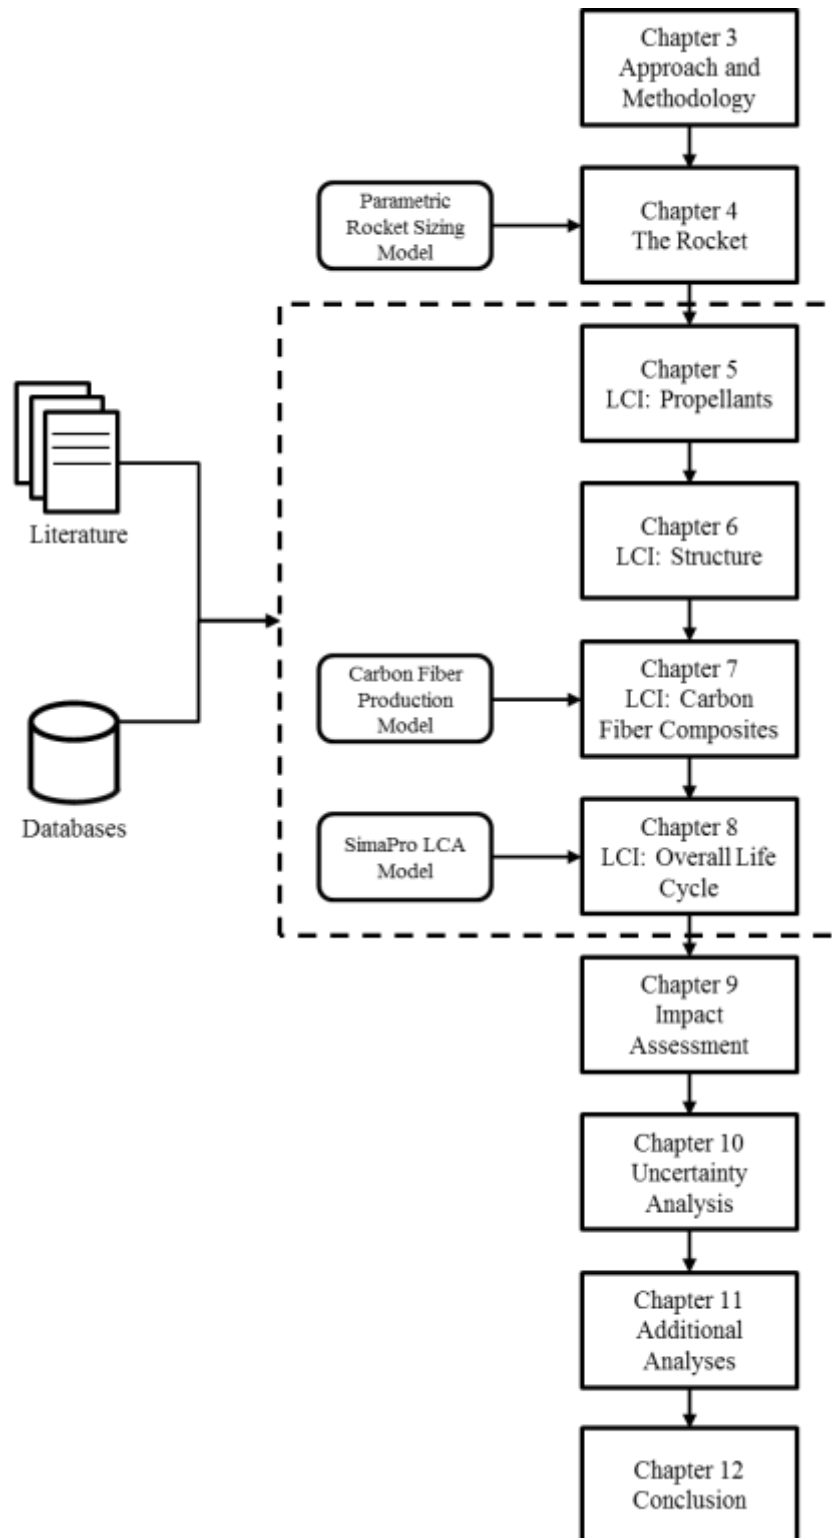 Chapter 3
Approach and
Methodology
Parametric
Rocket Sizing
Model
Chapter 4
The Rocket
Chapter 5
LCI: Propellants
Literature
Chapter 6
LCI: Structure
Carbon Fiber
Production
Model
Chapter 7
LCI: Carbon
Fiber Composites
Databases
SimaPro LCA
Model
Chapter 8
LCI: Overall Life
Cycle
Chapter 9
Impact
Assessment
Chapter 10
Uncertainty
Analysis
Chapter 11
Additional
Analyses
Chapter 12
Conclusion